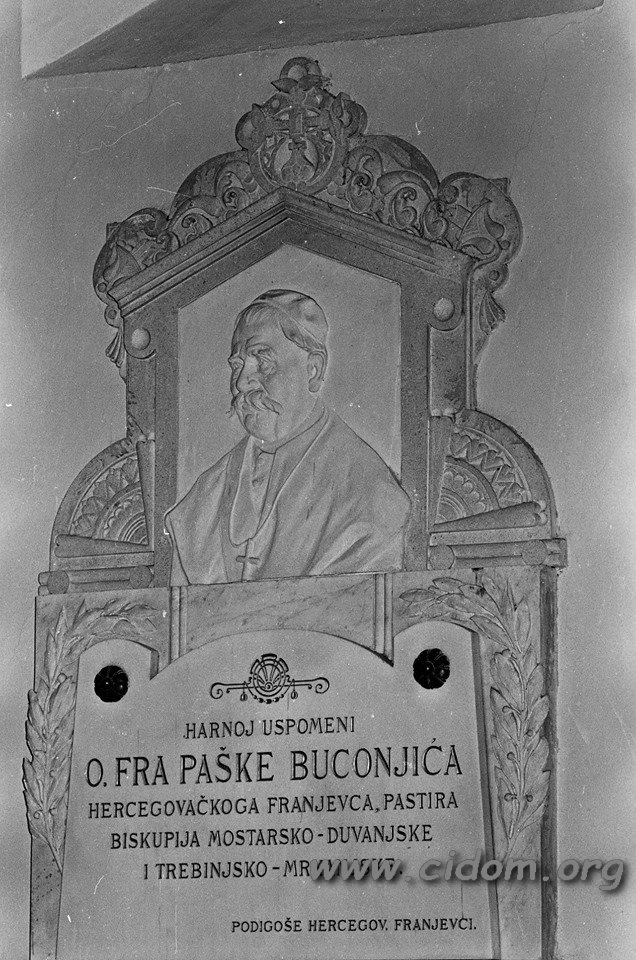 HARNOJ USPOMENI
O. FRA PAŠKE BUCONJIĆA
HERCEGOVAČKOGA FRANJEVCA, PASTIRA
BISKUPIJA MOSTARSKO-DUVANJSKE
I TREBINJSKO-
www.cidom.org
PODIGOŠE HERCEGOV. FRANJEVCI.